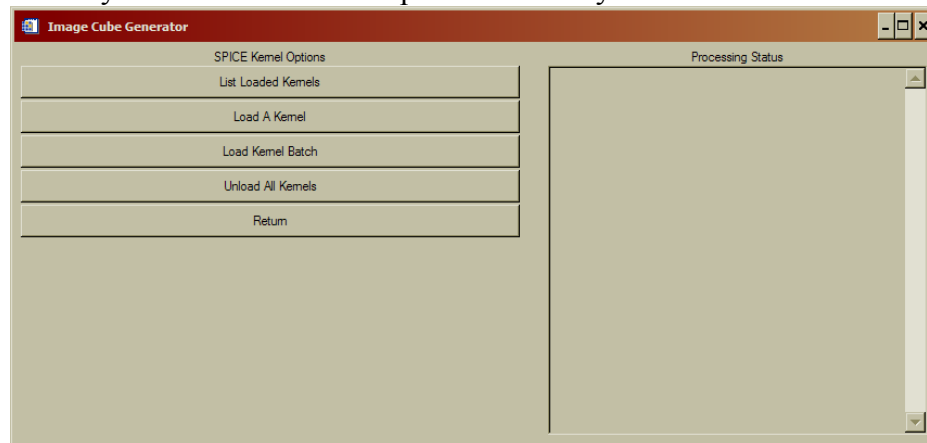 Image Cube Generator
SPICE Kernel Options
Processing Status
List Loaded Kernels
Load A Kernel
Load Kernel Batch
Unload All Kernels
Return